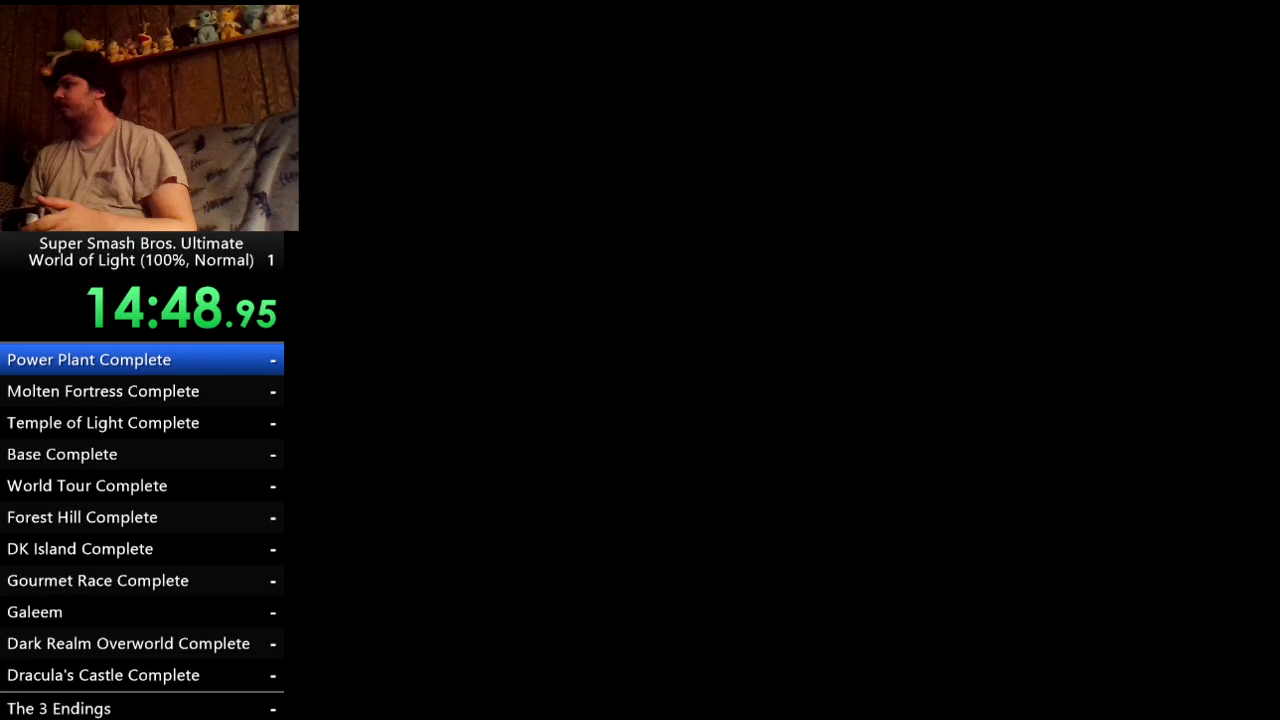 Super Smash Bros. Ultimate
World of Light (100%, Normal) 1
14:48.95
Power Plant Complete -
Molten Fortress Complete -
Temple of Light Complete -
Base Complete -
World Tour Complete -
Forest Hill Complete -
DK Island Complete -
Gourmet Race Complete -
Galeem -
Dark Realm Overworld Complete -
Dracula's Castle Complete -
The 3 Endings -